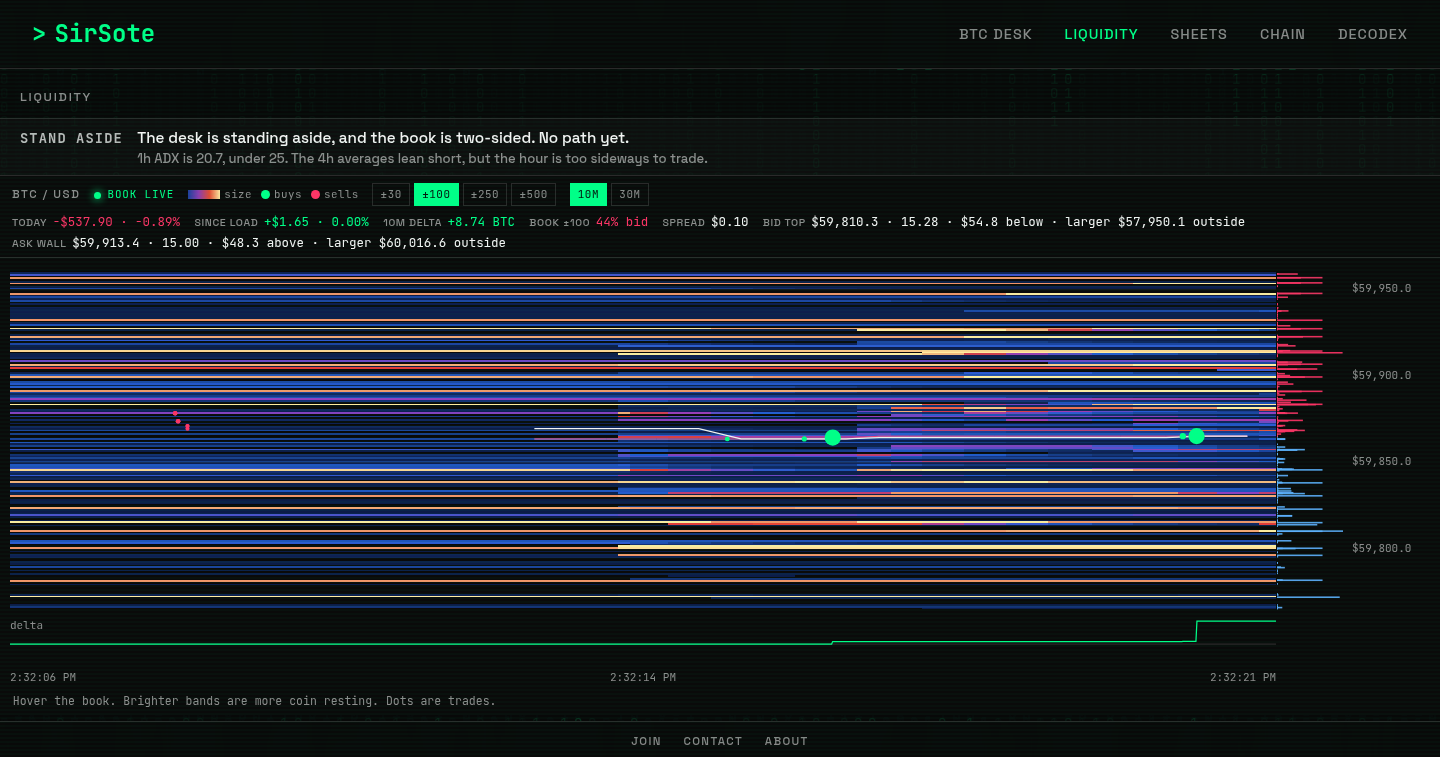 > SirSote
BTC DESK LIQUIDITY SHEETS CHAIN DECODEX
LIQUIDITY
STAND ASIDE The desk is standing aside, and the book is two-sided. No path yet.
1h ADX is 20.7, under 25. The 4h averages lean short, but the hour is too sideways to trade.
BTC / USD BOOK LIVE size buys sells ±30 ±100 ±250 ±500 10M 30M
TODAY -$537.90 · -0.89% SINCE LOAD +$1.65 · 0.00% 10M DELTA +8.74 BTC BOOK ±100 44% bid SPREAD $0.10 BID TOP $59,810.3 · 15.28 · $54.8 below · larger $57,950.1 outside
ASK WALL $59,913.4 · 15.00 · $48.3 above · larger $60,016.6 outside
$59,950.0
$59,900.0
$59,850.0
$59,800.0
delta
2:32:06 PM 2:32:14 PM 2:32:21 PM
Hover the book. Brighter bands are more coin resting. Dots are trades.
JOIN CONTACT ABOUT